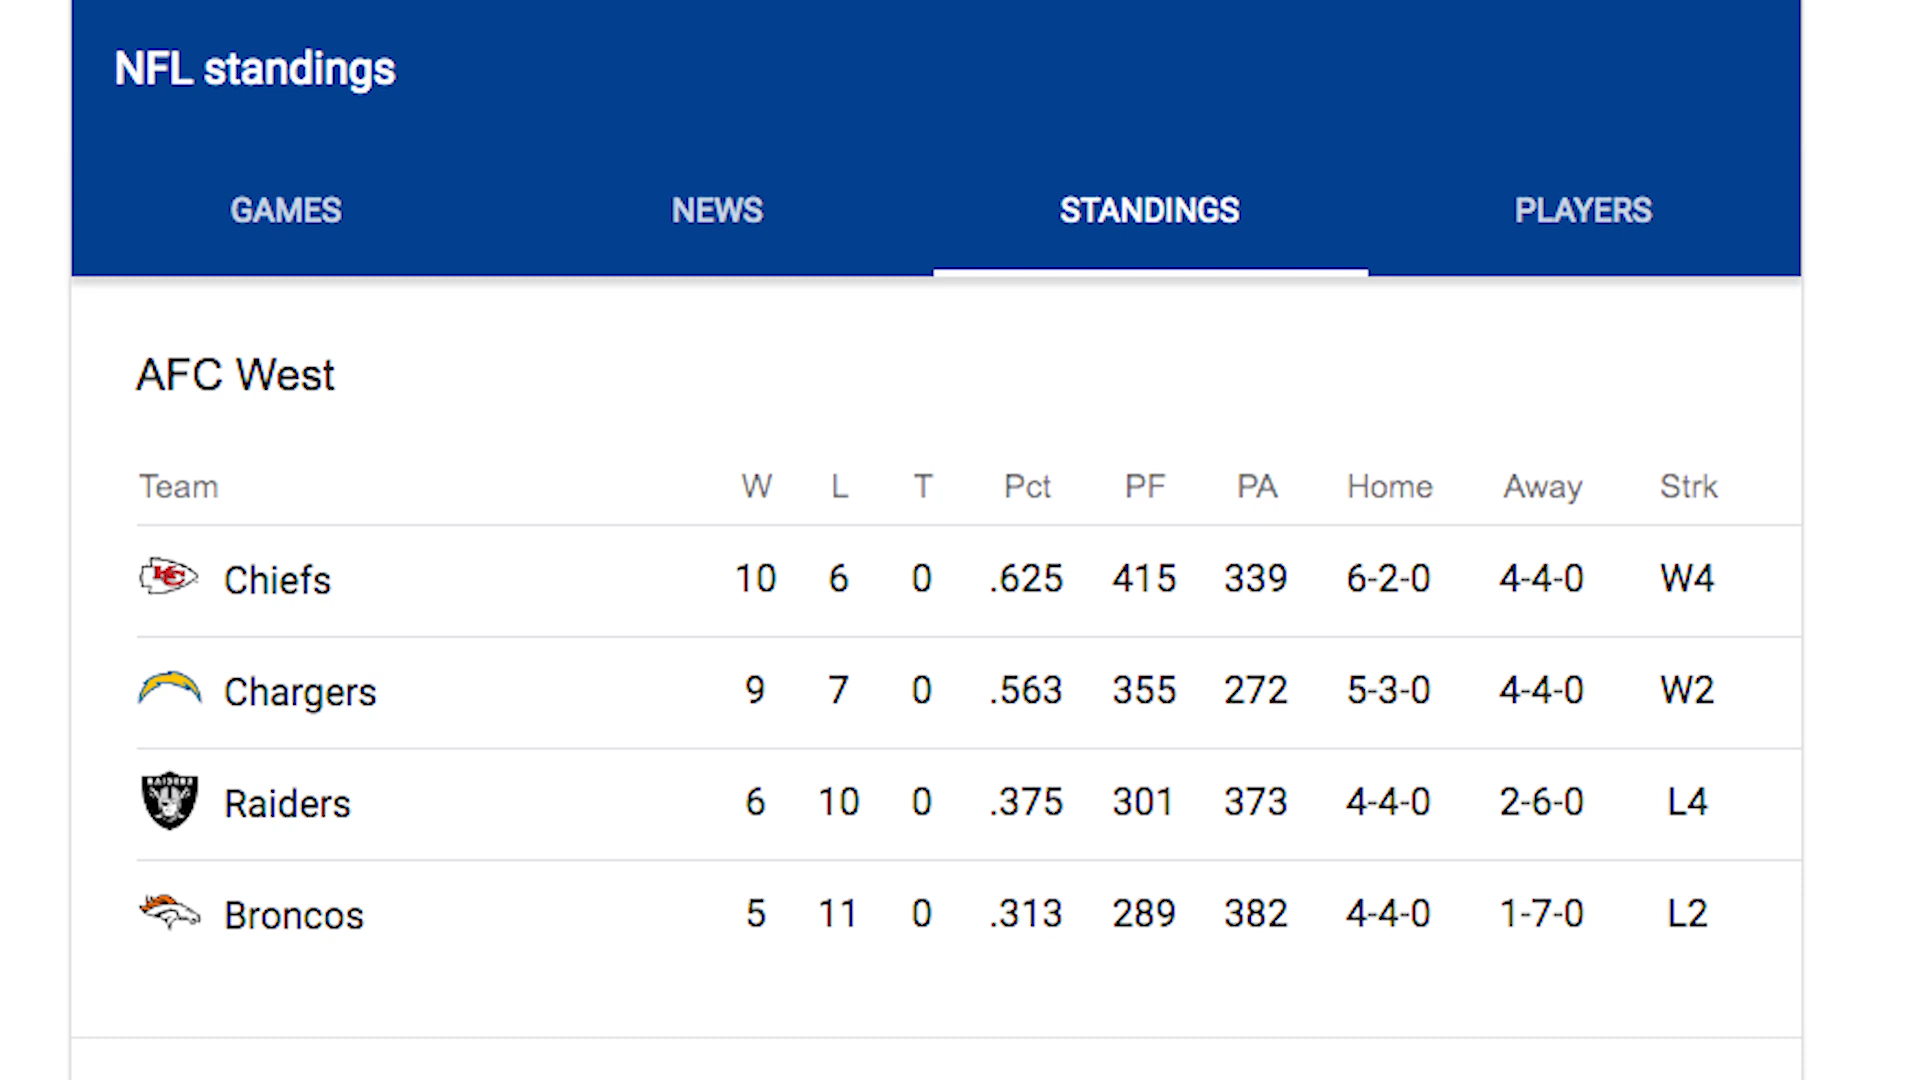 NFL standings
GAMES NEWS STANDINGS PLAYERS
AFC West
Team W L T Pct PF PA Home Away Strk
Chiefs 10 6 0 .625 415 339 6-2-0 4-4-0 W4
Chargers 9 7 0 .563 355 272 5-3-0 4-4-0 W2
RAIDERS
Raiders 6 10 0 .375 301 373 4-4-0 2-6-0 L4
Broncos 5 11 0 .313 289 382 4-4-0 1-7-0 L2